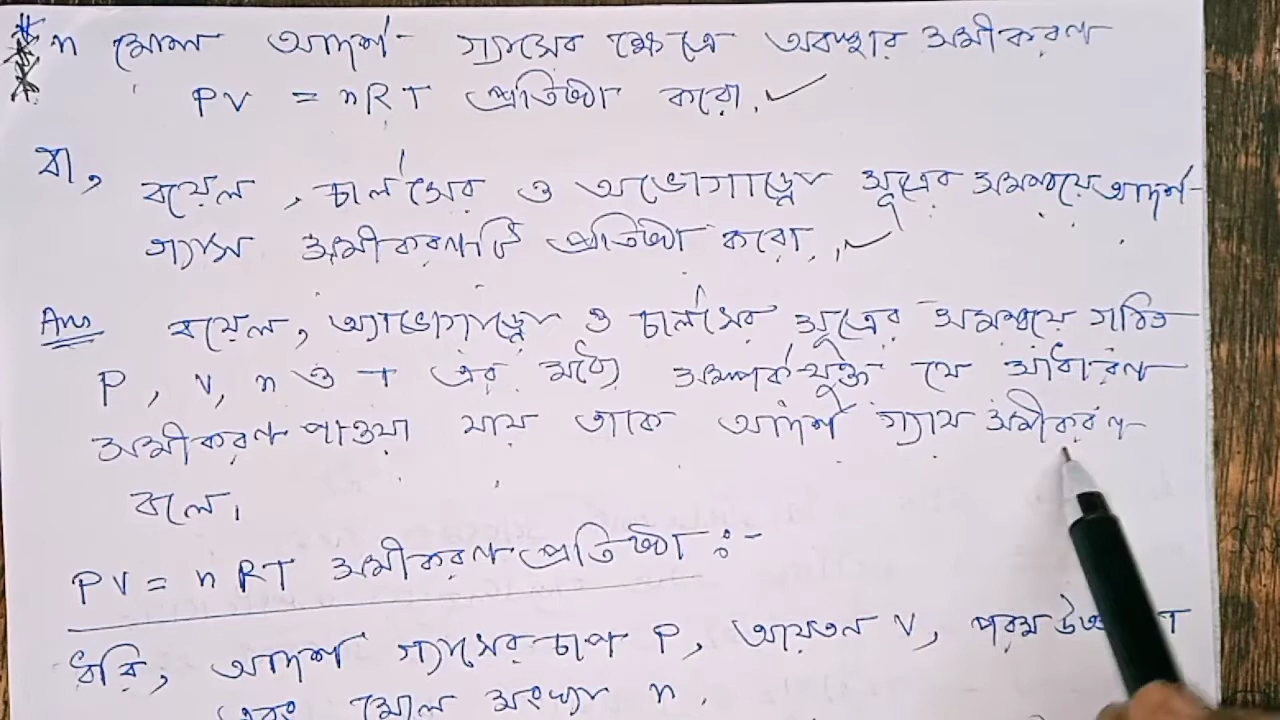 n মোল আদর্শ গ্যাসের ক্ষেত্রে অবস্থার সমীকরণ
PV = nRT প্রতিষ্ঠা করো.
বা, বয়েল, চার্লসের ও অভোগাড্রো সূত্রের সমন্বয়ে আদর্শ
গ্যাস সমীকরণটি প্রতিষ্ঠা করো.
Ans বয়েল, অ্যাভোগাড্রো ও চার্লসের সূত্রের সমন্বয়ে গঠিত
P, V, n ও T এর মধ্যে সম্পর্কযুক্ত যে সাধারণ
সমীকরণ পাওয়া যায় তাকে আদর্শ গ্যাস সমীকরণ
বলে।
PV = nRT সমীকরণ প্রতিষ্ঠা :-
ধরি, আদর্শ গ্যাসের চাপ P, আয়তন V, পরম T
এবং মোল সংখ্যা n.